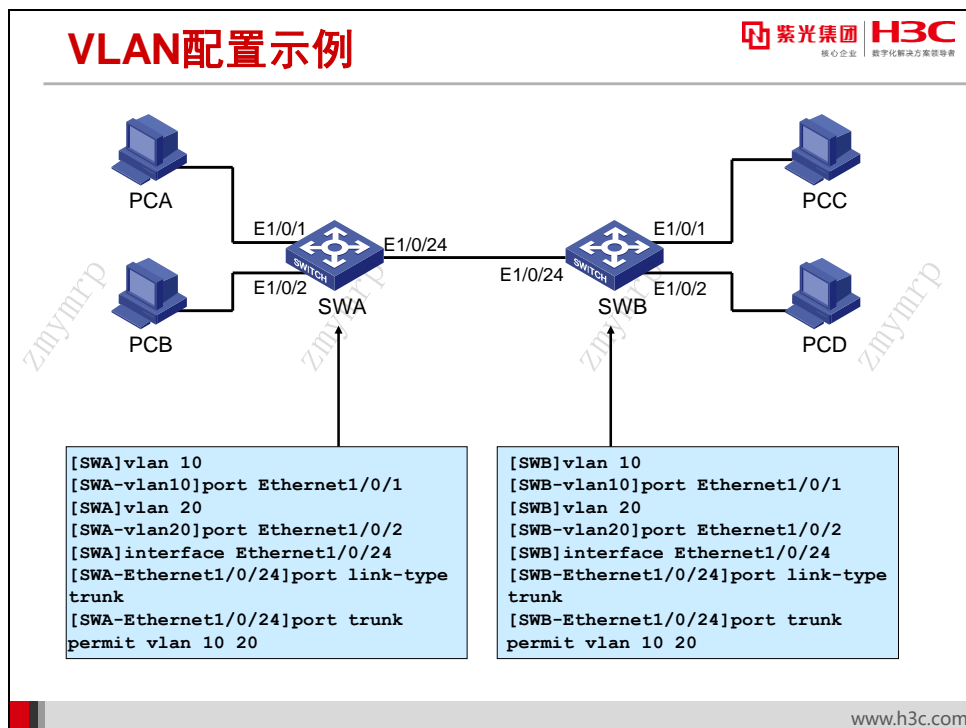 VLAN配置示例
紫光集团
核心企业
H3C
数字化解决方案领导者
PCA
PCC
E1/0/1
E1/0/24
E1/0/1
SWITCH
SWITCH
E1/0/2
E1/0/24
E1/0/2
SWA
SWB
PCB
PCD
zmymrp
zmymrp
zmymrp
zmymrp
[SWA]vlan 10
[SWA-vlan10]port Ethernet1/0/1
[SWA]vlan 20
[SWA-vlan20]port Ethernet1/0/2
[SWA]interface Ethernet1/0/24
[SWA-Ethernet1/0/24]port link-type
trunk
[SWA-Ethernet1/0/24]port trunk
permit vlan 10 20
[SWB]vlan 10
[SWB-vlan10]port Ethernet1/0/1
[SWB]vlan 20
[SWB-vlan20]port Ethernet1/0/2
[SWB]interface Ethernet1/0/24
[SWB-Ethernet1/0/24]port link-type
trunk
[SWB-Ethernet1/0/24]port trunk
permit vlan 10 20
www.h3c.com